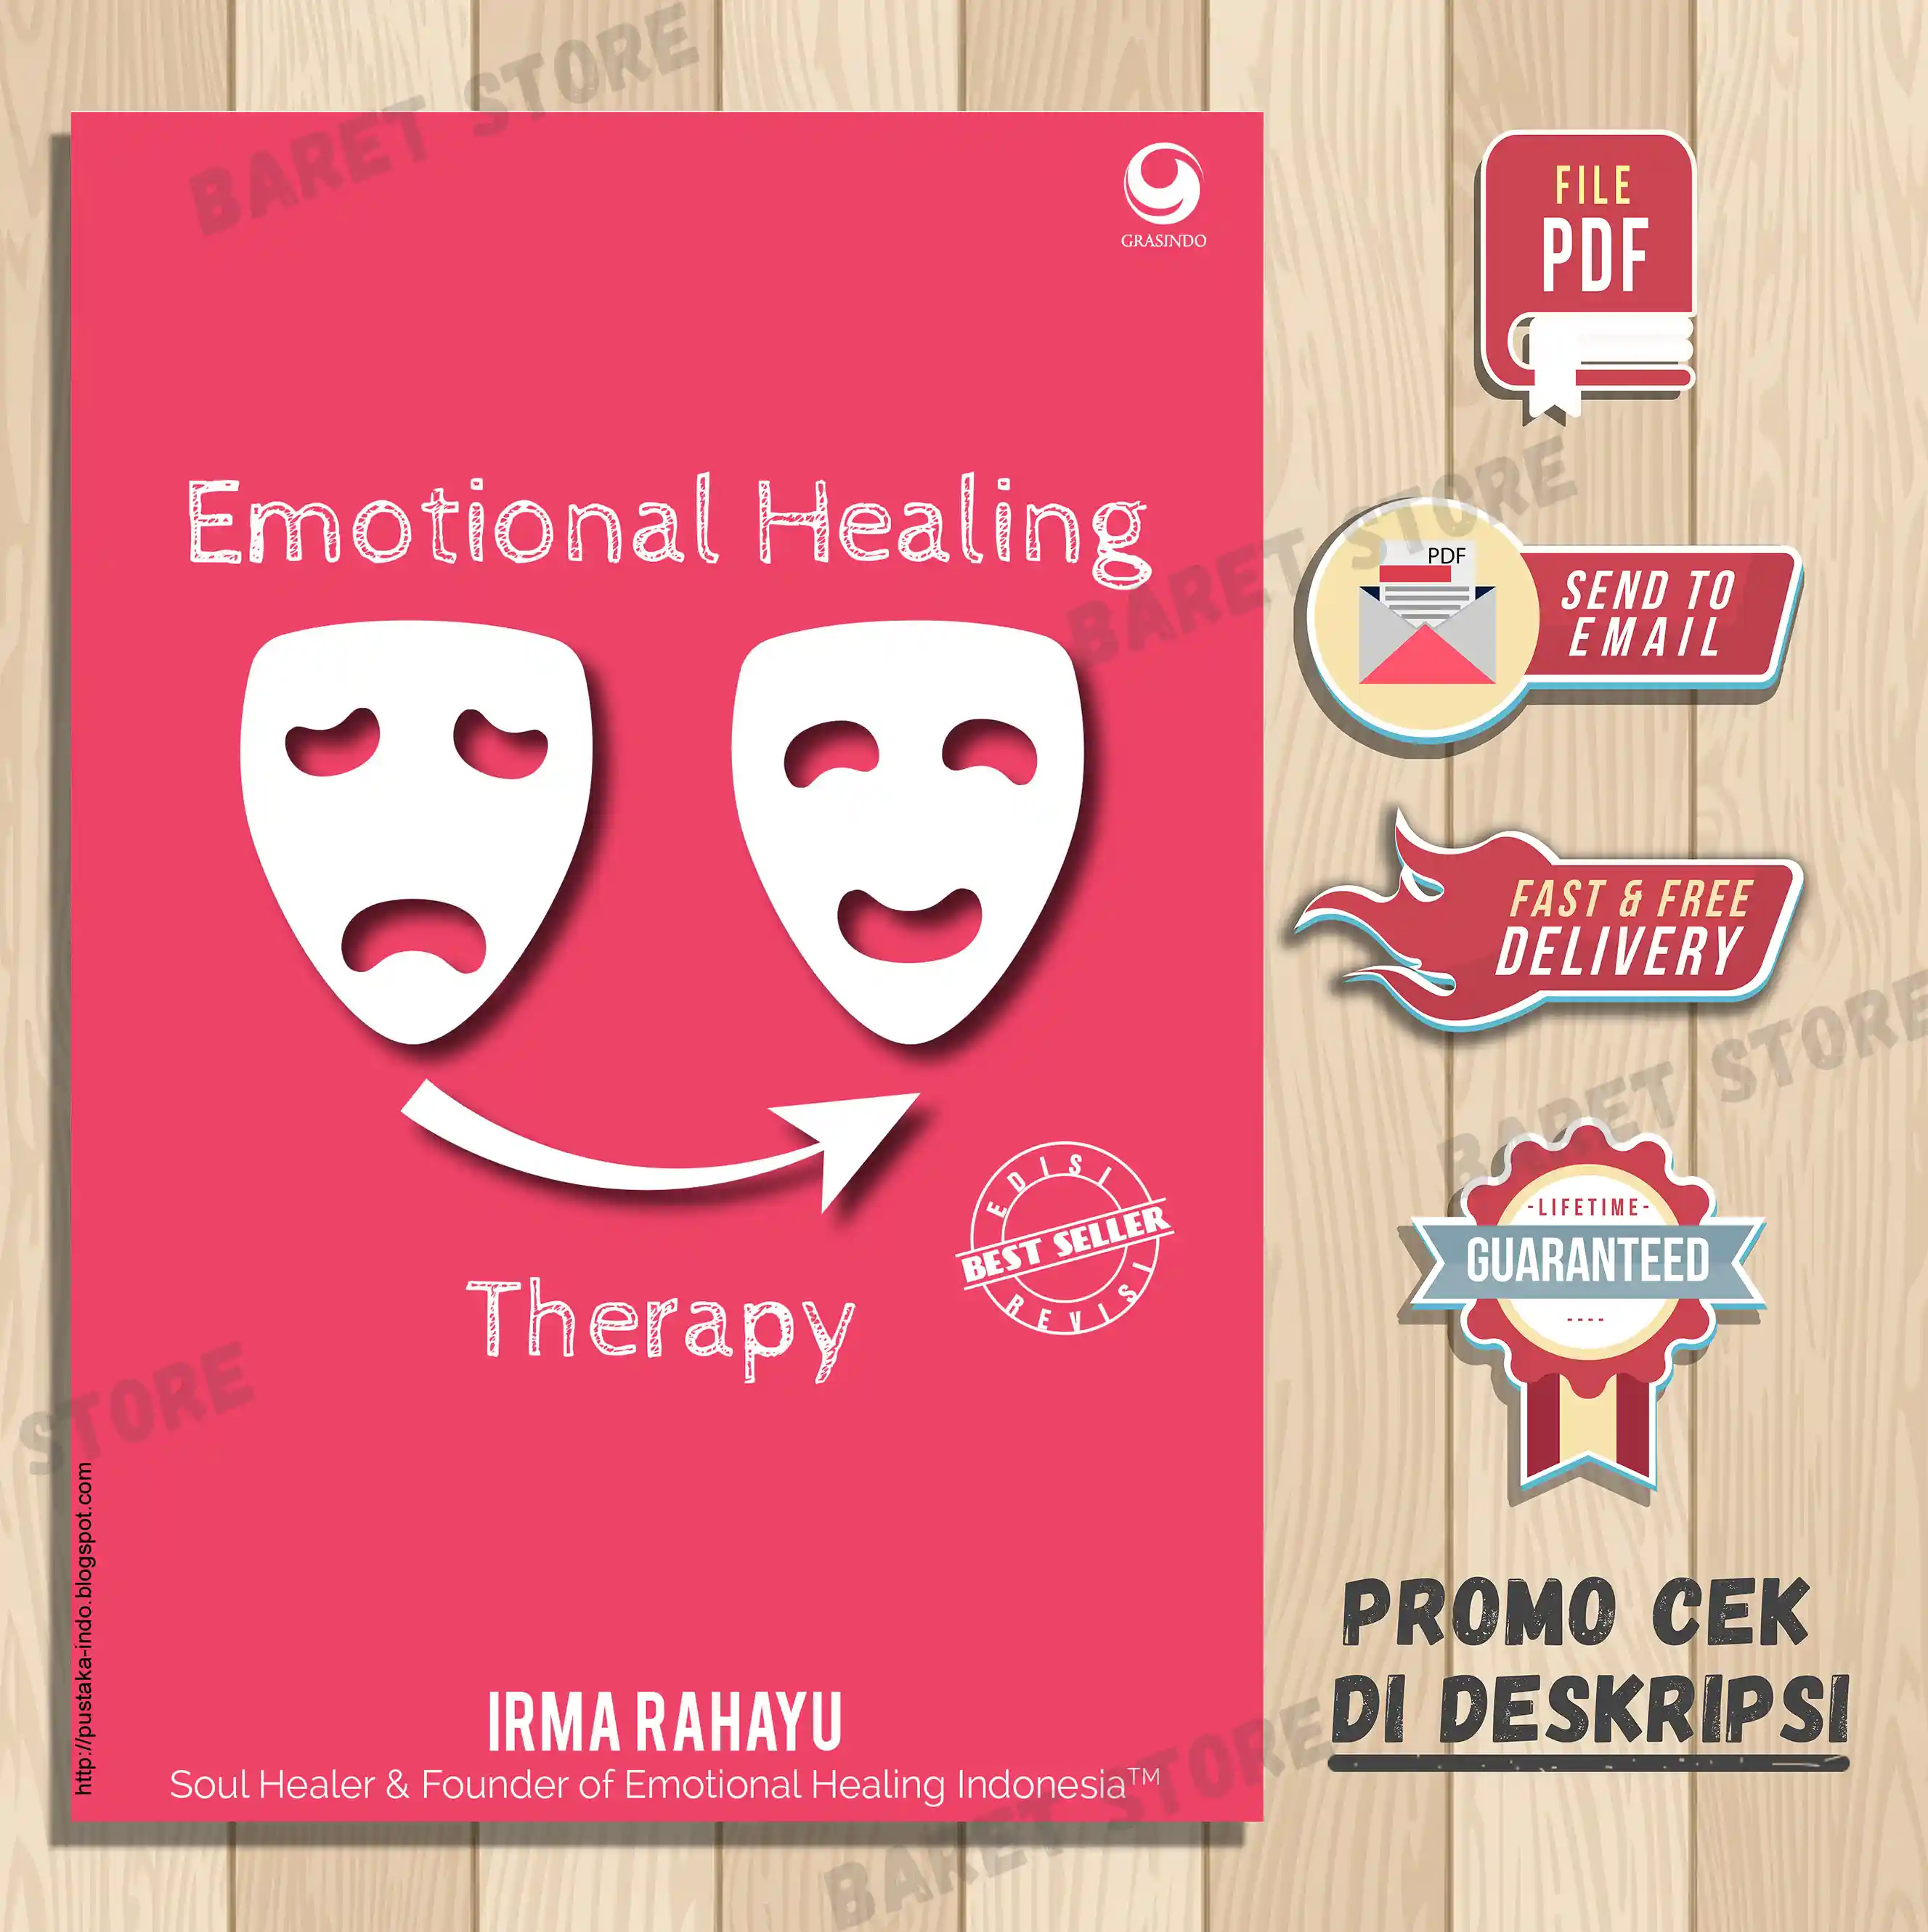 BARET STORE
GRASINDO
Emotional Healing
Therapy
EDISI
BEST SELLER
REVISI
IRMA RAHAYU
Soul Healer & Founder of Emotional Healing Indonesia™
http://pustaka-indo.blogspot.com
FILE
PDF
BARET STORE
PDF
SEND TO
EMAIL
FAST & FREE
DELIVERY
BARET STORE
-LIFETIME-
GUARANTEED
----
STORE
PROMO CEK
DI DESKRIPSI
BARET STORE